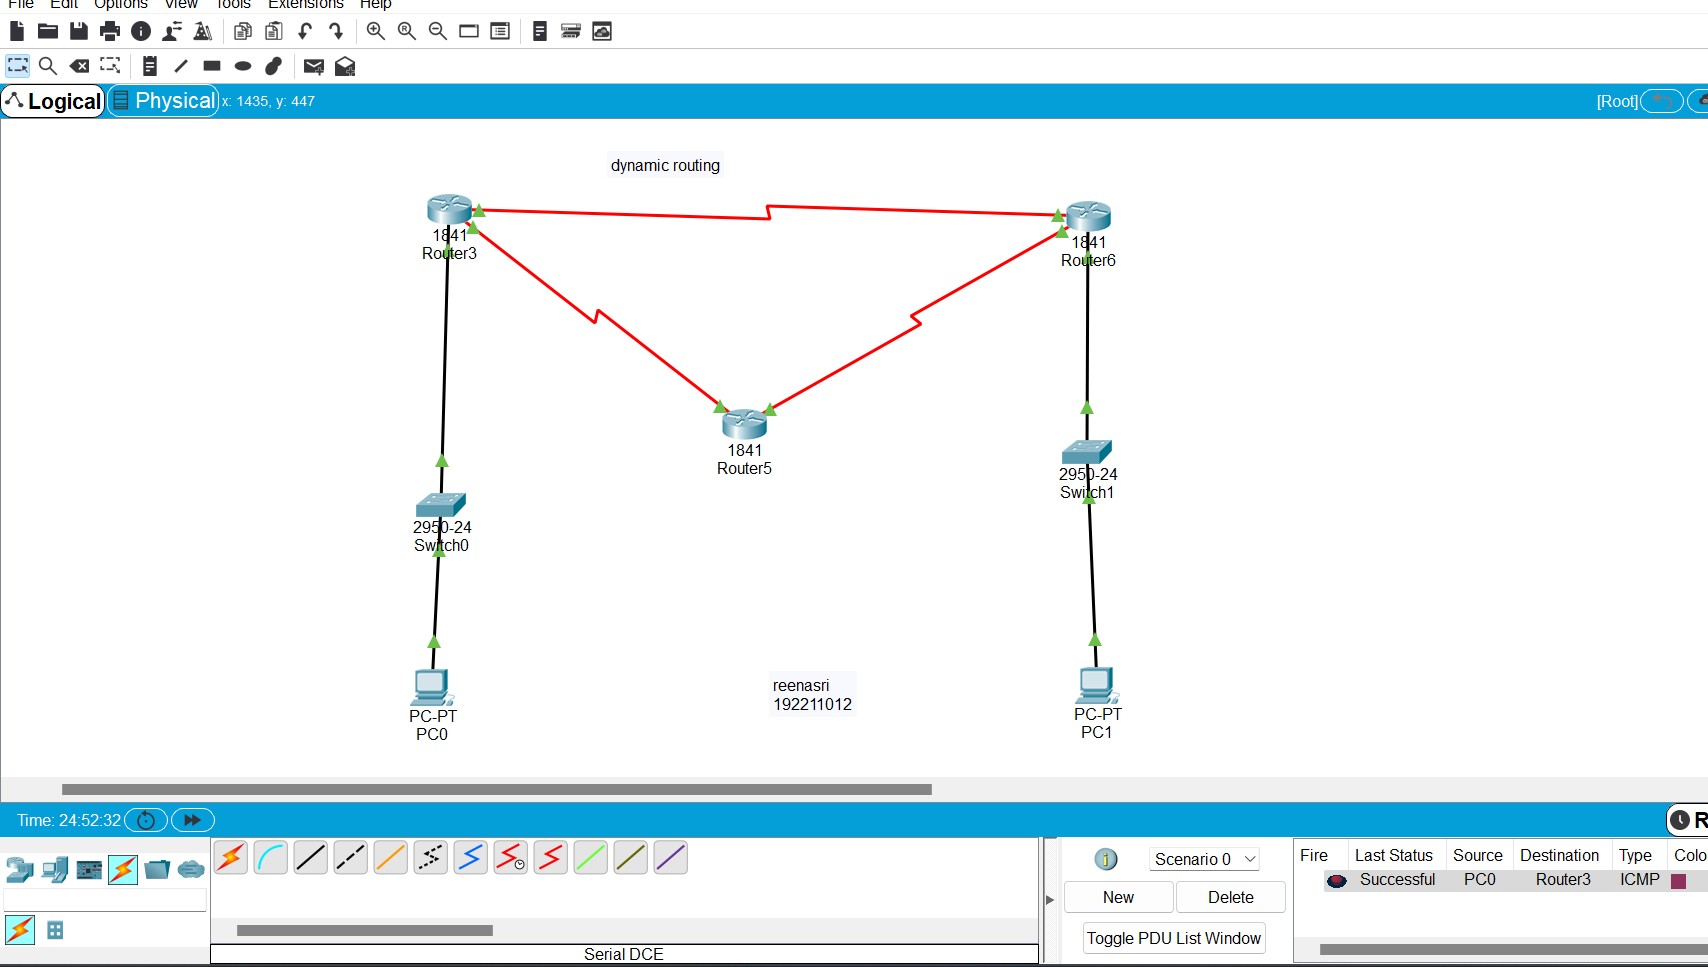 File Edit Options View Tools Extensions Help
Logical Physical x: 1435, y: 447 [Root]
dynamic routing
1841
Router3
1841
Router6
1841
Router5
2950-24
Switch1
2950-24
Switch0
reenasri
192211012
PC-PT
PC0
PC-PT
PC1
Time: 24:52:32
Scenario 0
New Delete
Toggle PDU List Window
Fire Last Status Source Destination Type Colo
Successful PC0 Router3 ICMP
Serial DCE